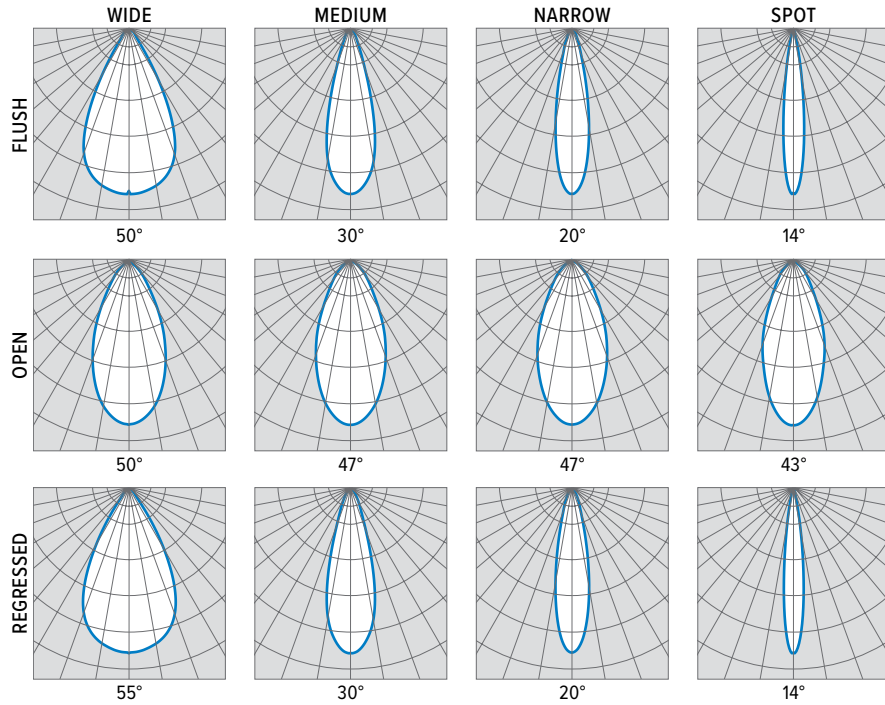 WIDE MEDIUM NARROW SPOT
FLUSH
50° 30° 20° 14°
OPEN
50° 47° 47° 43°
REGRESSED
55° 30° 20° 14°